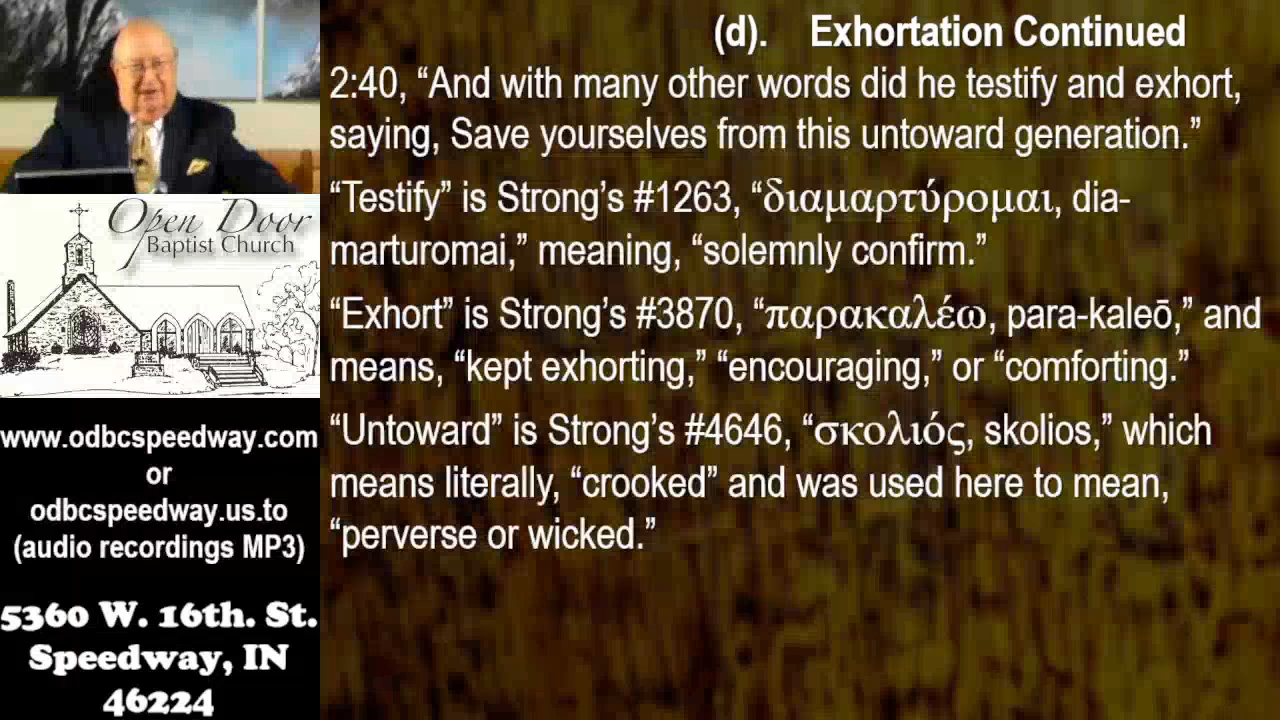 Open Door
Baptist Church
www.odbcspeedway.com
or
odbcspeedway.us.to
(audio recordings MP3)
5360 W. 16th. St.
Speedway, IN
46224
(d). Exhortation Continued
2:40, “And with many other words did he testify and exhort,
saying, Save yourselves from this untoward generation.”
“Testify” is Strong’s #1263, “διαμαρτύρομαι, dia-
marturomai,” meaning, “solemnly confirm.”
“Exhort” is Strong’s #3870, “παρακαλέω, para-kaleō,” and
means, “kept exhorting,” “encouraging,” or “comforting.”
“Untoward” is Strong’s #4646, “σκολιός, skolios,” which
means literally, “crooked” and was used here to mean,
“perverse or wicked.”